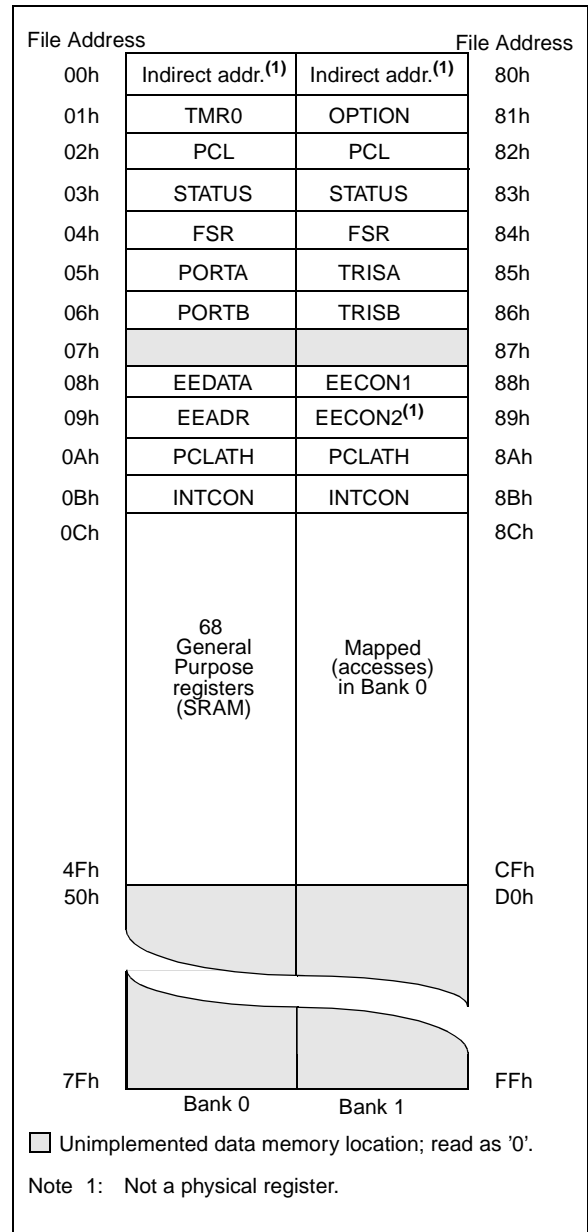 File Address File Address
00h Indirect addr.(1) Indirect addr.(1) 80h
01h TMR0 OPTION 81h
02h PCL PCL 82h
03h STATUS STATUS 83h
04h FSR FSR 84h
05h PORTA TRISA 85h
06h PORTB TRISB 86h
07h 87h
08h EEDATA EECON1 88h
09h EEADR EECON2(1) 89h
0Ah PCLATH PCLATH 8Ah
0Bh INTCON INTCON 8Bh
0Ch 8Ch
68
General
Purpose
registers
(SRAM)
Mapped
(accesses)
in Bank 0
4Fh CFh
50h D0h
7Fh FFh
Bank 0 Bank 1
Unimplemented data memory location; read as '0'.
Note 1: Not a physical register.